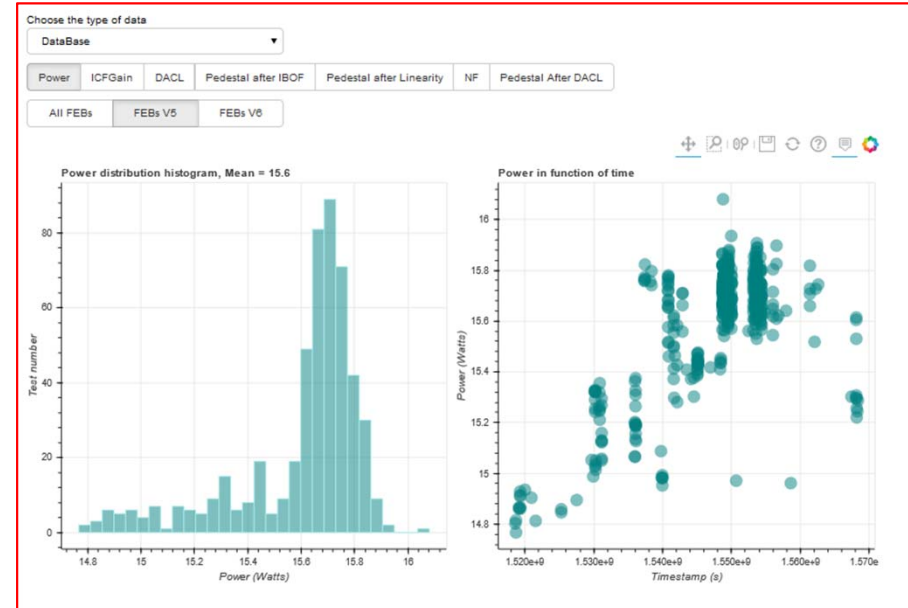 Choose the type of data
DataBase
Power ICFGain DACL Pedestal after IBOF Pedestal after Linearity NF Pedestal After DACL
All FEBs FEBs V5 FEBs V6
Power distribution histogram, Mean = 15.6
80
60
40
20
0
Test number
14.8 15 15.2 15.4 15.6 15.8 16
Power (Watts)
Power in function of time
16
15.8
15.6
15.4
15.2
15
14.8
Power (Watts)
1.520e+9 1.530e+9 1.540e+9 1.550e+9 1.560e+9 1.570e
Timestamp (s)